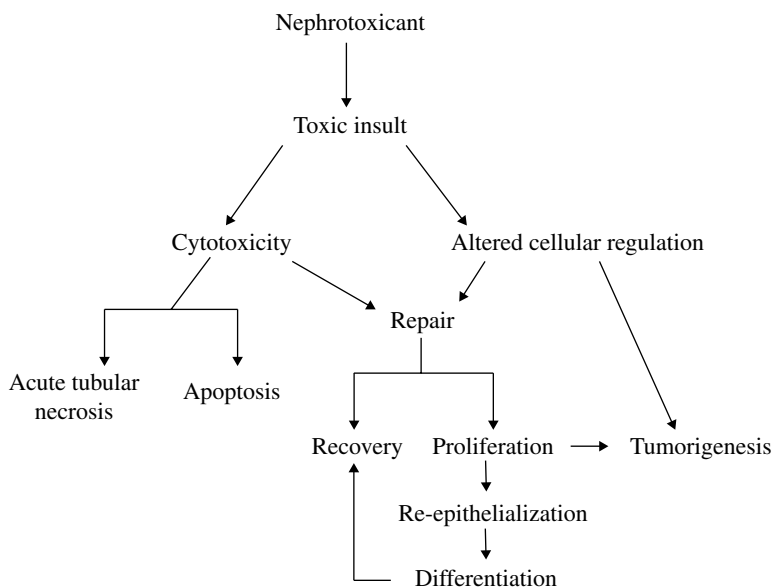 Nephrotoxicant
Toxic insult
Cytotoxicity
Altered cellular regulation
Repair
Acute tubular
necrosis
Apoptosis
Recovery
Proliferation
Tumorigenesis
Re-epithelialization
Differentiation